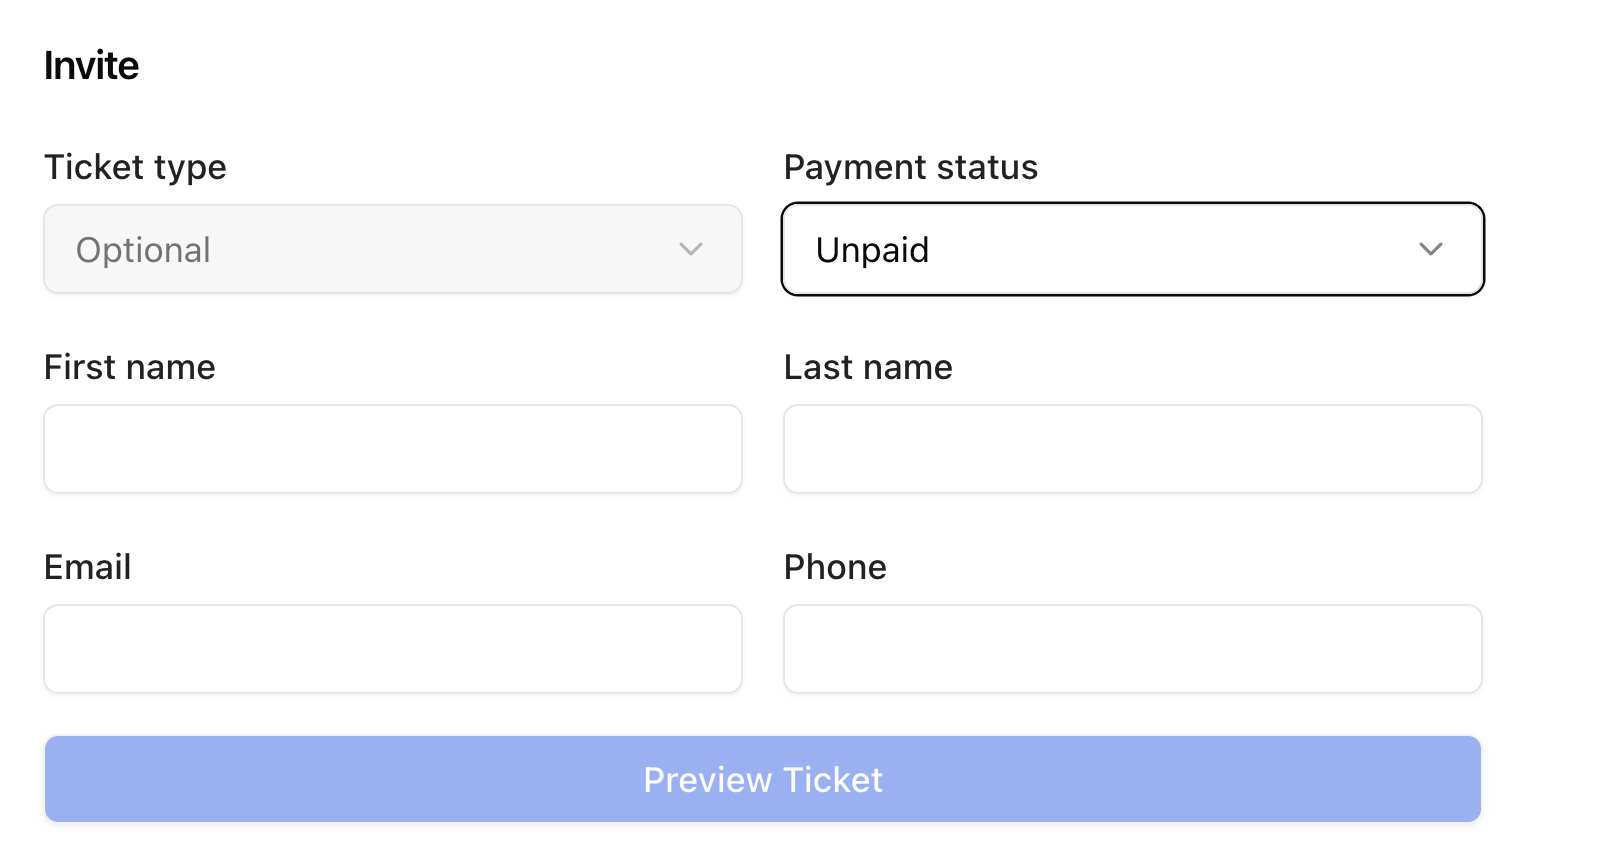 Invite
Ticket type
Payment status
Optional
Unpaid
First name
Last name
Email
Phone
Preview Ticket